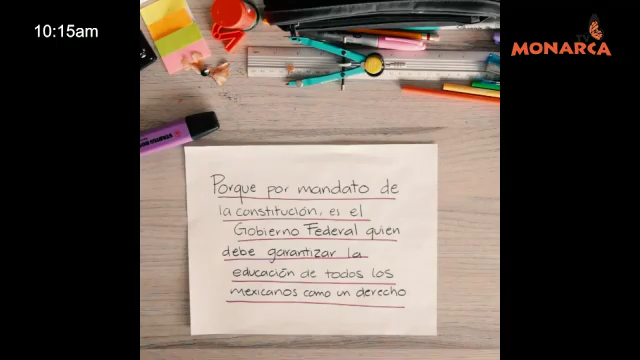 10:15am
TV
MONARCA
Porque por mandato de
la constitución, es el
Gobierno Federal quien
debe garantizar la
educación de todos los
mexicanos como un derecho